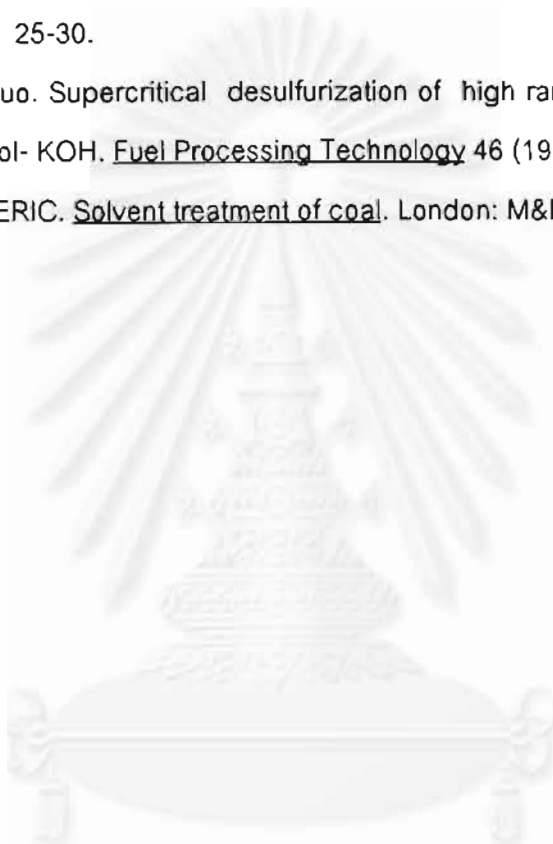 25-30.
uo. Supercritical desulfurization of high ra
ol- KOH. Fuel Processing Technology 46 (19
ERIC. Solvent treatment of coal. London: M&